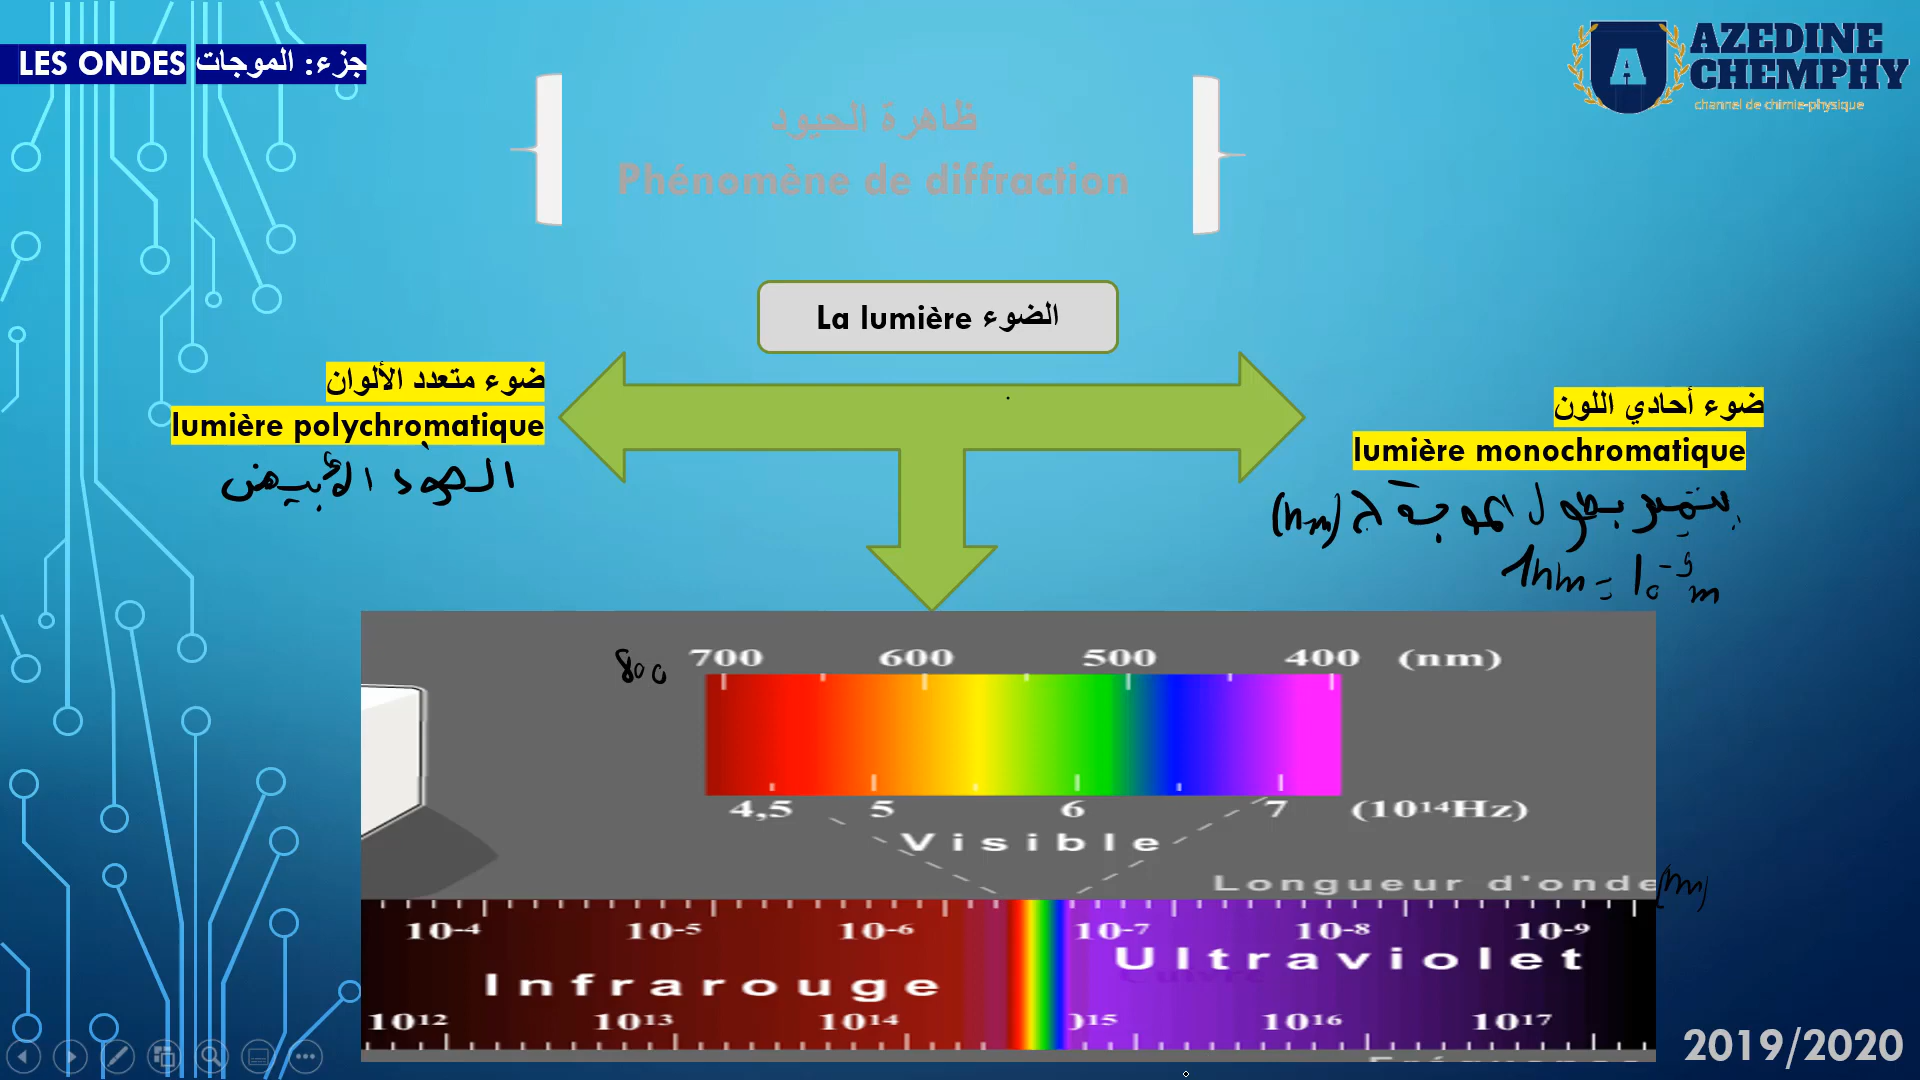 LES ONDES جزء: الموجات
AZEDINE
CHEMPHY
channel de chimie-physique
A
ظاهرة الحيود
Phénomène de diffraction
La lumière الضوء
ضوء متعدد الألوان
lumière polychromatique
الضوء الأبيض
ضوء أحادي اللون
lumière monochromatique
يتميز بطول الموجة λ (nm)
1nm = 10⁻⁹ m
800 700 600 500 400 (nm)
4,5 5 6 7 (10¹⁴Hz)
Visible
Longueur d'onde (m)
10⁻⁴ 10⁻⁵ 10⁻⁶ 10⁻⁷ 10⁻⁸ 10⁻⁹
Infrarouge Ultraviolet
10¹² 10¹³ 10¹⁴ )¹⁵ 10¹⁶ 10¹⁷
2019/2020